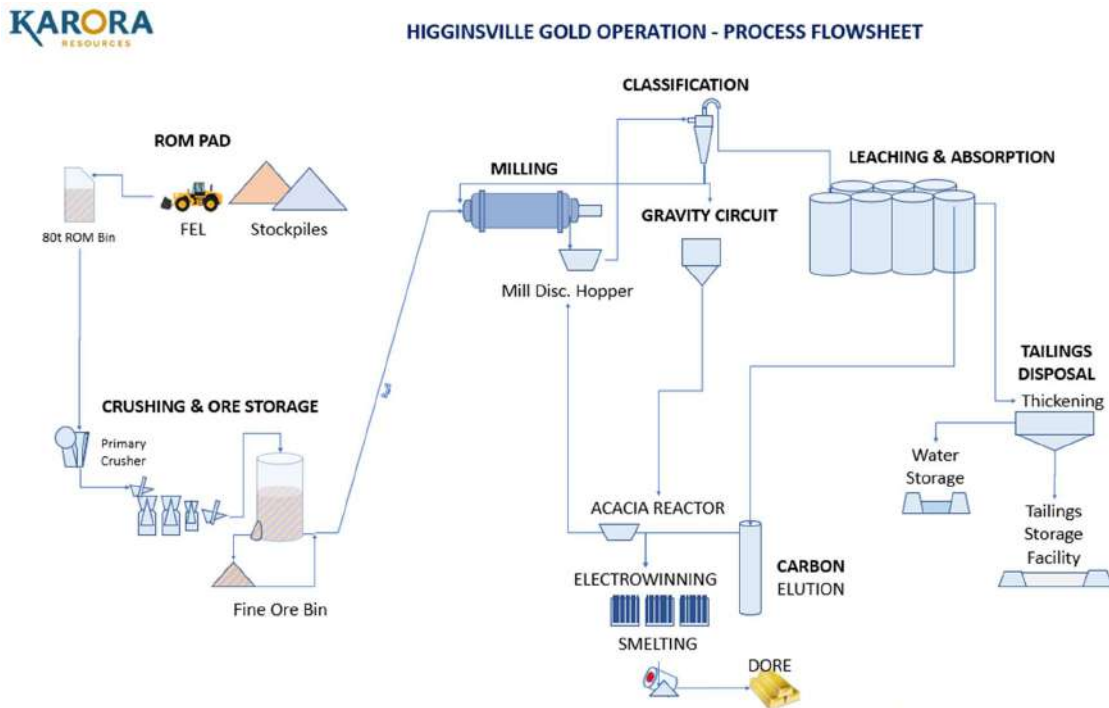 KARORA
RESOURCES
HIGGINSVILLE GOLD OPERATION - PROCESS FLOWSHEET
CLASSIFICATION
ROM PAD
MILLING
LEACHING & ABSORPTION
GRAVITY CIRCUIT
80t ROM Bin
FEL
Stockpiles
Mill Disc. Hopper
TAILINGS
DISPOSAL
Thickening
CRUSHING & ORE STORAGE
Primary
Crusher
Water
Storage
ACACIA REACTOR
Tailings
Storage
Facility
CARBON
ELUTION
ELECTROWINNING
Fine Ore Bin
SMELTING
DORE